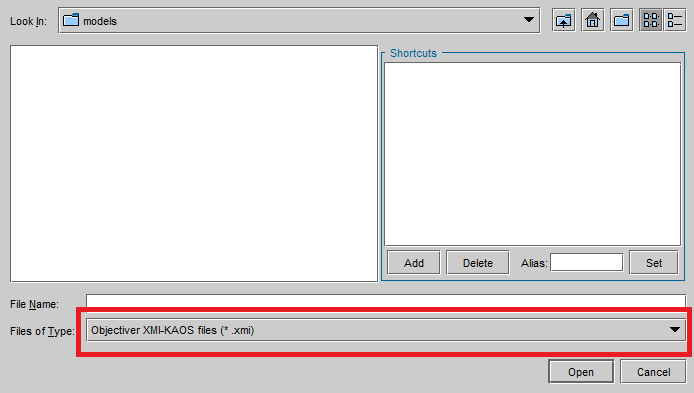 Look In: models
Shortcuts
Add Delete Alias: Set
File Name:
Files of Type: Objectiver XMI-KAOS files (* .xmi)
Open Cancel